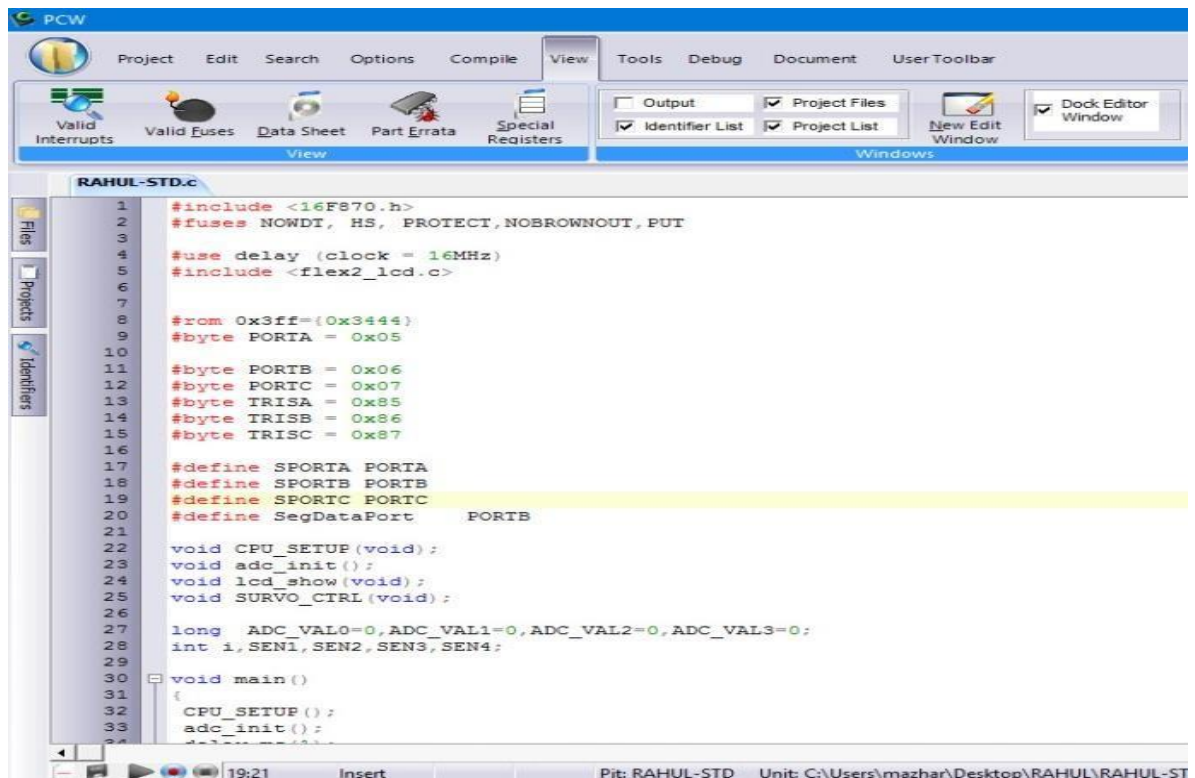 PCW
Project Edit Search Options Compile View Tools Debug Document User Toolbar
Valid Interrupts Valid Fuses Data Sheet Part Errata Special Registers
Output Project Files
Identifier List Project List
New Edit Window
Dock Editor Window
View Windows
RAHUL-STD.c
Files
Projects
Identifiers
1 #include <16F870.h>
2 #fuses NOWDT, HS, PROTECT,NOBROWNOUT,PUT
3
4 #use delay (clock = 16MHz)
5 #include <flex2_lcd.c>
6
7
8 #rom 0x3ff={0x3444}
9 #byte PORTA = 0x05
10
11 #byte PORTB = 0x06
12 #byte PORTC = 0x07
13 #byte TRISA = 0x85
14 #byte TRISB = 0x86
15 #byte TRISC = 0x87
16
17 #define SPORTA PORTA
18 #define SPORTB PORTB
19 #define SPORTC PORTC
20 #define SegDataPort PORTB
21
22 void CPU_SETUP(void);
23 void adc_init();
24 void lcd_show(void);
25 void SURVO_CTRL(void);
26
27 long ADC_VAL0=0,ADC_VAL1=0,ADC_VAL2=0,ADC_VAL3=0;
28 int i,SEN1,SEN2,SEN3,SEN4;
29
30 void main()
31 {
32 CPU_SETUP();
33 adc_init();
19:21 Insert Pjt: RAHUL-STD Unit: C:\Users\mazhar\Desktop\RAHUL\RAHUL-ST